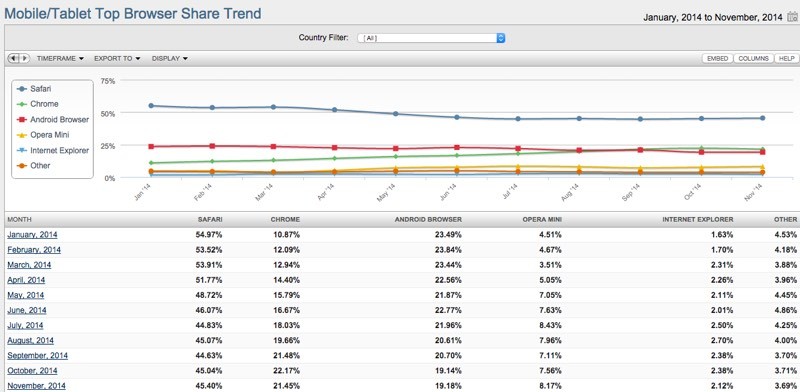 Mobile/Tablet Top Browser Share Trend
January, 2014 to November, 2014
Country Filter: [ All ]
TIMEFRAME EXPORT TO DISPLAY EMBED COLUMNS HELP
Safari
Chrome
Android Browser
Opera Mini
Internet Explorer
Other
75%
50%
25%
0%
Jan '14 Feb '14 Mar '14 Apr '14 May '14 Jun '14 Jul '14 Aug '14 Sep '14 Oct '14 Nov '14
MONTH SAFARI CHROME ANDROID BROWSER OPERA MINI INTERNET EXPLORER OTHER
January, 2014 54.97% 10.87% 23.49% 4.51% 1.63% 4.53%
February, 2014 53.52% 12.09% 23.84% 4.67% 1.70% 4.18%
March, 2014 53.91% 12.94% 23.44% 3.51% 2.31% 3.88%
April, 2014 51.77% 14.40% 22.56% 5.05% 2.26% 3.96%
May, 2014 48.72% 15.79% 21.87% 7.05% 2.11% 4.45%
June, 2014 46.07% 16.67% 22.77% 7.63% 2.01% 4.86%
July, 2014 44.83% 18.03% 21.96% 8.43% 2.50% 4.25%
August, 2014 45.07% 19.66% 20.61% 7.96% 2.70% 4.00%
September, 2014 44.63% 21.48% 20.70% 7.11% 2.38% 3.70%
October, 2014 45.04% 22.17% 19.14% 7.56% 2.38% 3.71%
November, 2014 45.40% 21.45% 19.18% 8.17% 2.12% 3.69%